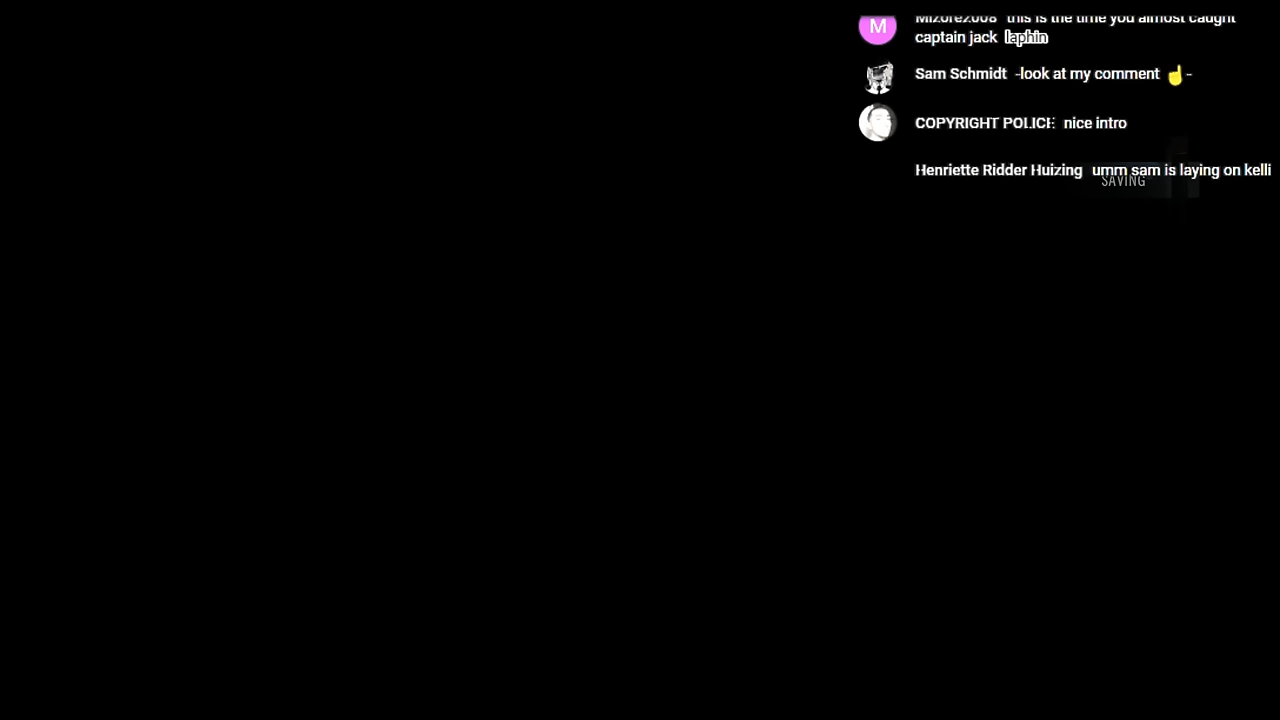 Mizore2008 this is the time you almost caught
captain jack laphin
Sam Schmidt -look at my comment ☝-
COPYRIGHT POLICE nice intro
Henriette Ridder Huizing umm sam is laying on kelli
SAVING